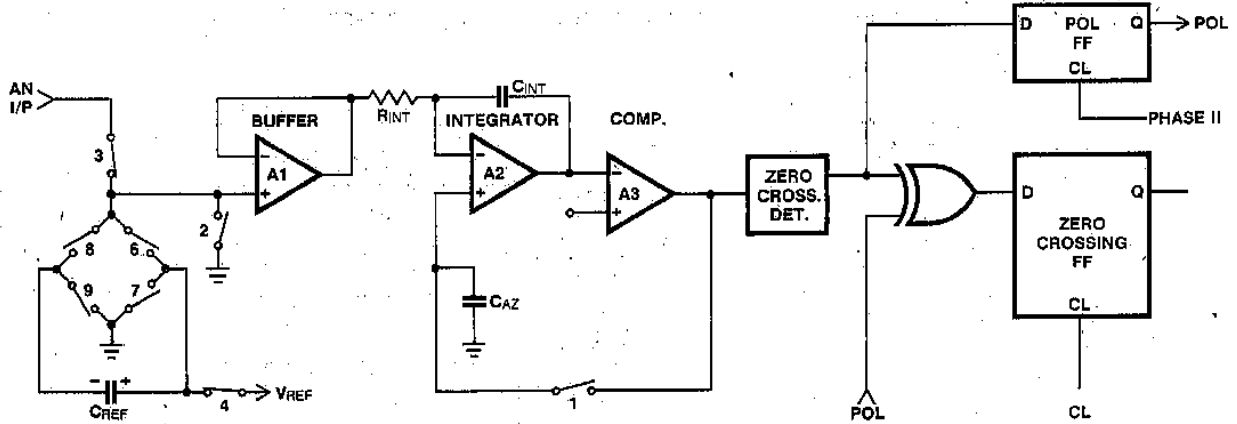 AN
I/P
3
8
6
9
7
2
- +
CREF
4
VREF
BUFFER
-
+
A1
RINT
CINT
INTEGRATOR
-
+
A2
CAZ
1
COMP.
-
+
A3
ZERO
CROSS.
DET.
POL
D
POL
FF
Q
CL
POL
PHASE II
D
ZERO
CROSSING
FF
Q
CL
CL